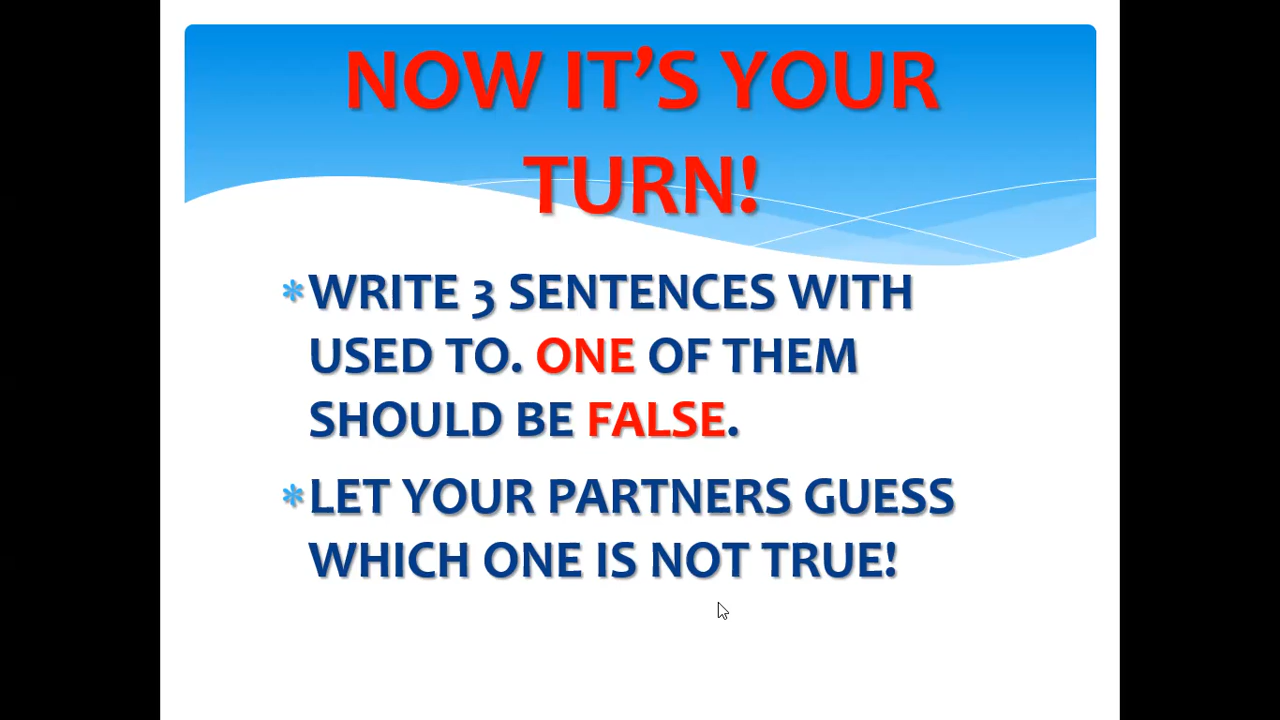 NOW IT’S YOUR
TURN!
WRITE 3 SENTENCES WITH
USED TO. ONE OF THEM
SHOULD BE FALSE.
LET YOUR PARTNERS GUESS
WHICH ONE IS NOT TRUE!